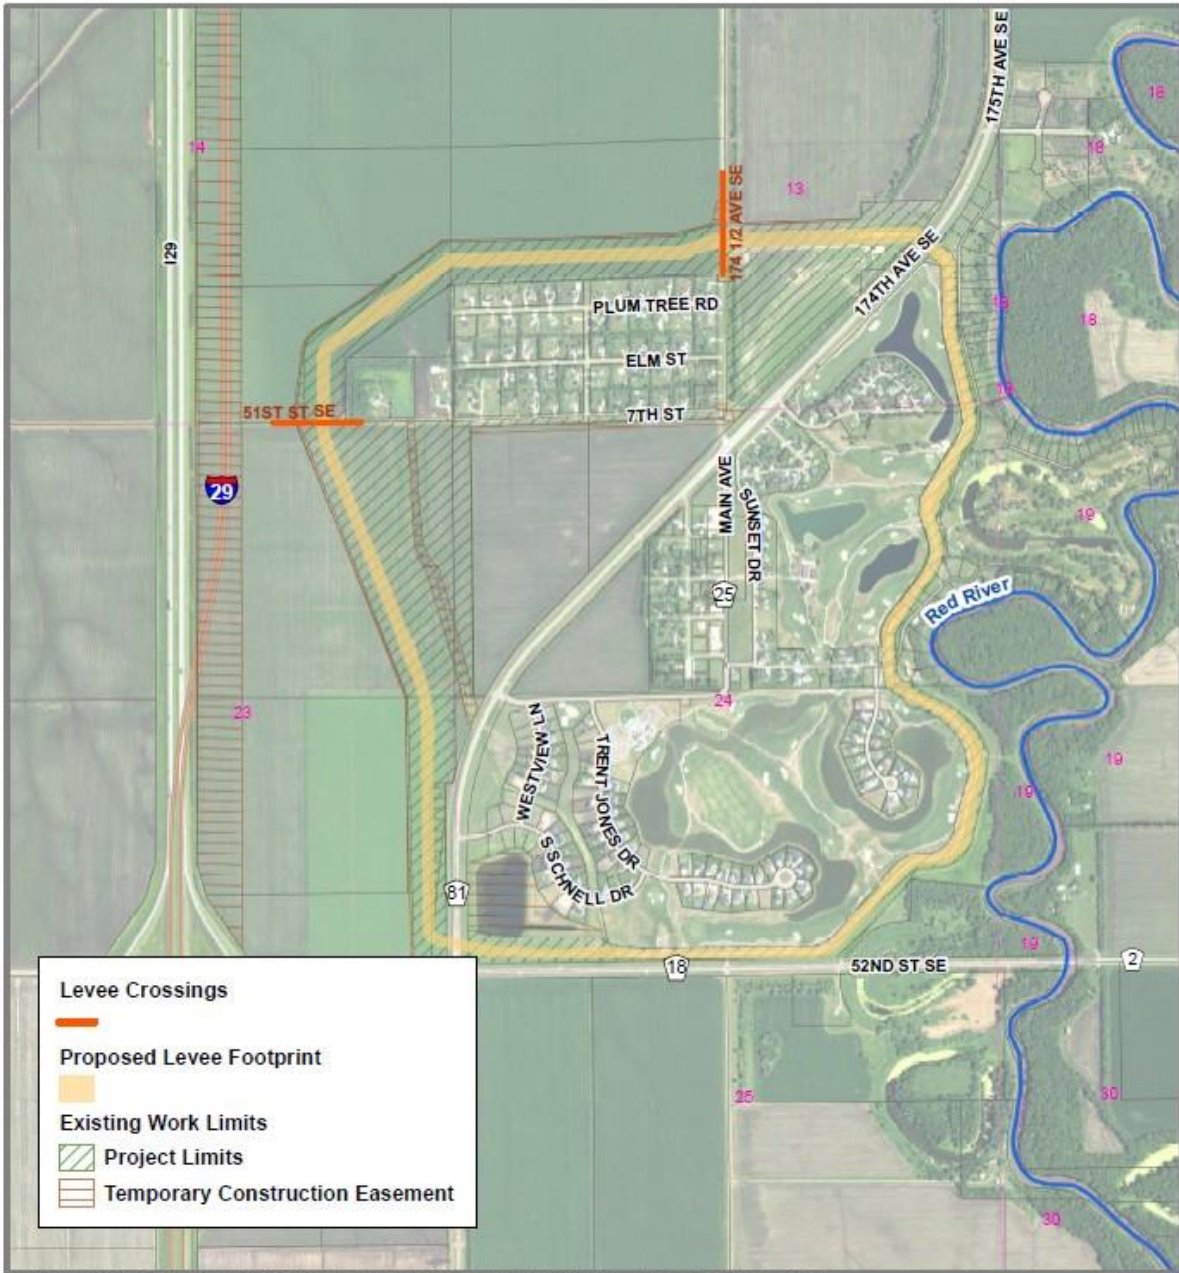 175TH AVE SE
18
14
18
174 1/2 AVE SE
13
I29
174TH AVE SE
PLUM TREE RD
18
18
ELM ST
13
51ST ST SE
7TH ST
29
MAIN AVE
SUNSET DR
19
25
Red River
23
24
WESTVIEW LN
TRENT JONES DR
19
19
S SCHNELL DR
81
19
18
52ND ST SE
2
Levee Crossings
Proposed Levee Footprint
Existing Work Limits
Project Limits
Temporary Construction Easement
25
30
30